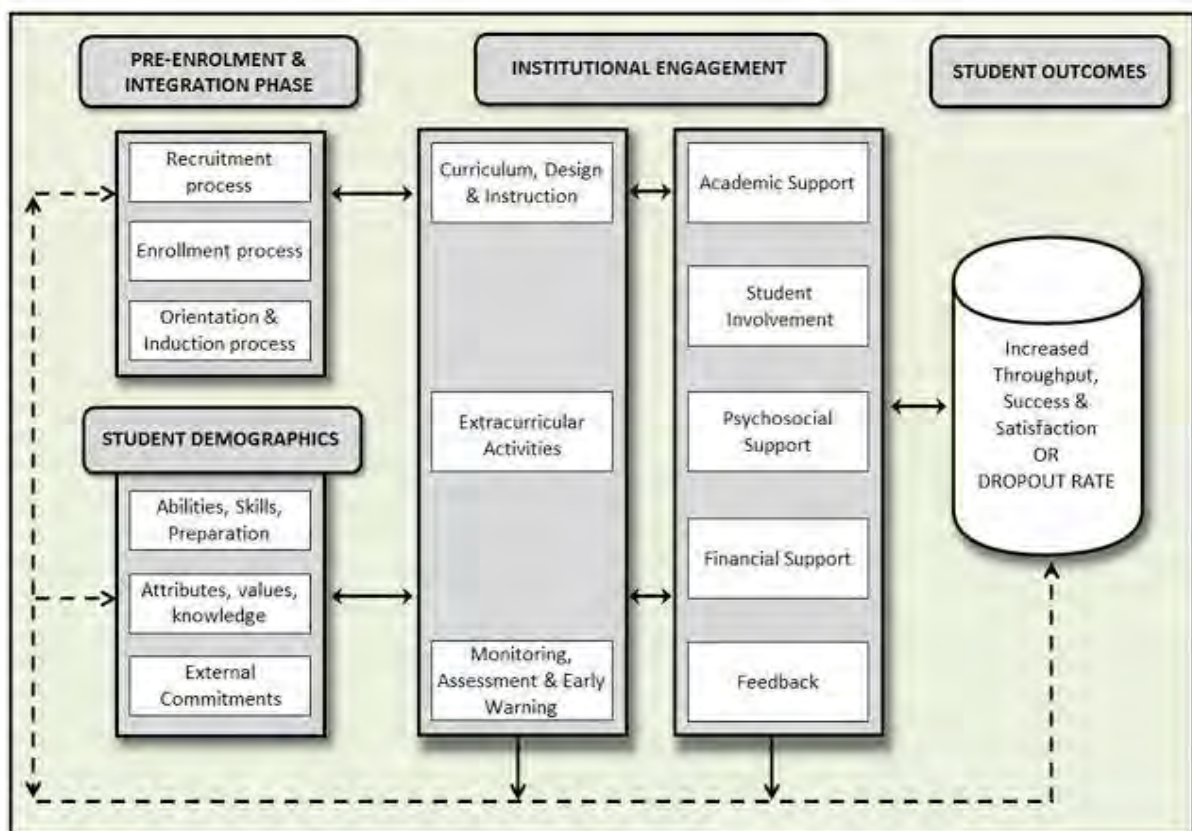 PRE-ENROLMENT &
INTEGRATION PHASE
INSTITUTIONAL ENGAGEMENT
STUDENT OUTCOMES
Recruitment
process
Enrollment process
Orientation &
Induction process
STUDENT DEMOGRAPHICS
Abilities, Skills,
Preparation
Attributes, values,
knowledge
External
Commitments
Curriculum, Design
& Instruction
Extracurricular
Activities
Monitoring,
Assessment & Early
Warning
Academic Support
Student
Involvement
Psychosocial
Support
Financial Support
Feedback
Increased
Throughput,
Success &
Satisfaction
OR
DROPOUT RATE